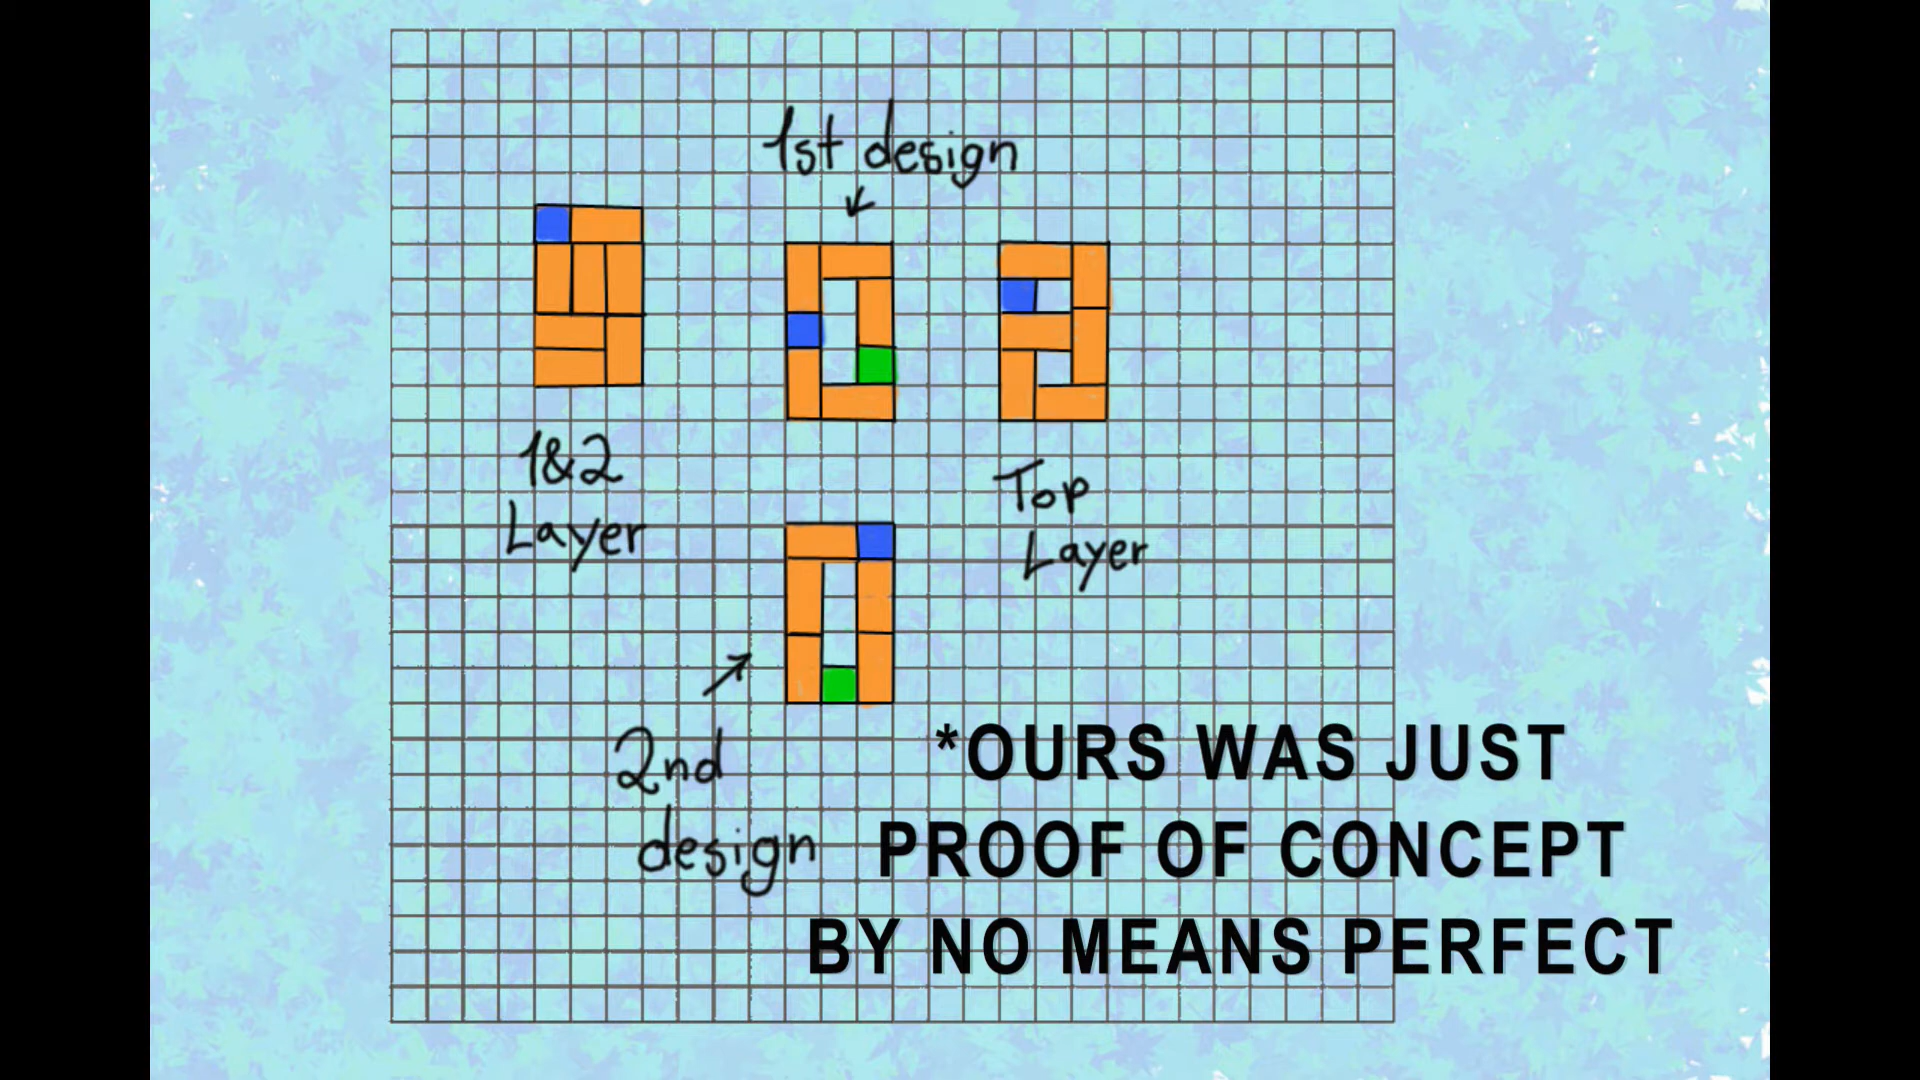 1st design
1&2
Layer
Top
Layer
2nd
design
*OURS WAS JUST
PROOF OF CONCEPT
BY NO MEANS PERFECT